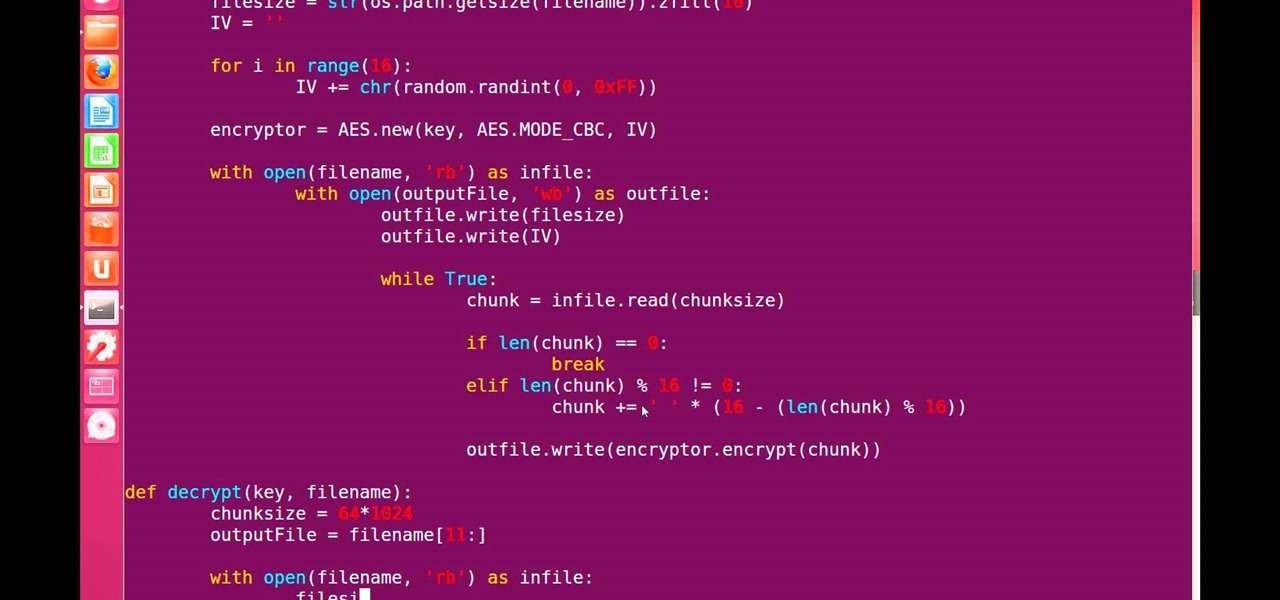 filesize = str(os.path.getsize(filename)).zfill(16)
IV = ''
for i in range(16):
IV += chr(random.randint(0, 0xFF))
encryptor = AES.new(key, AES.MODE_CBC, IV)
with open(filename, 'rb') as infile:
with open(outputFile, 'wb') as outfile:
outfile.write(filesize)
outfile.write(IV)
while True:
chunk = infile.read(chunksize)
if len(chunk) == 0:
break
elif len(chunk) % 16 != 0:
chunk += ' ' * (16 - (len(chunk) % 16))
outfile.write(encryptor.encrypt(chunk))
def decrypt(key, filename):
chunksize = 64*1024
outputFile = filename[11:]
with open(filename, 'rb') as infile:
filesi